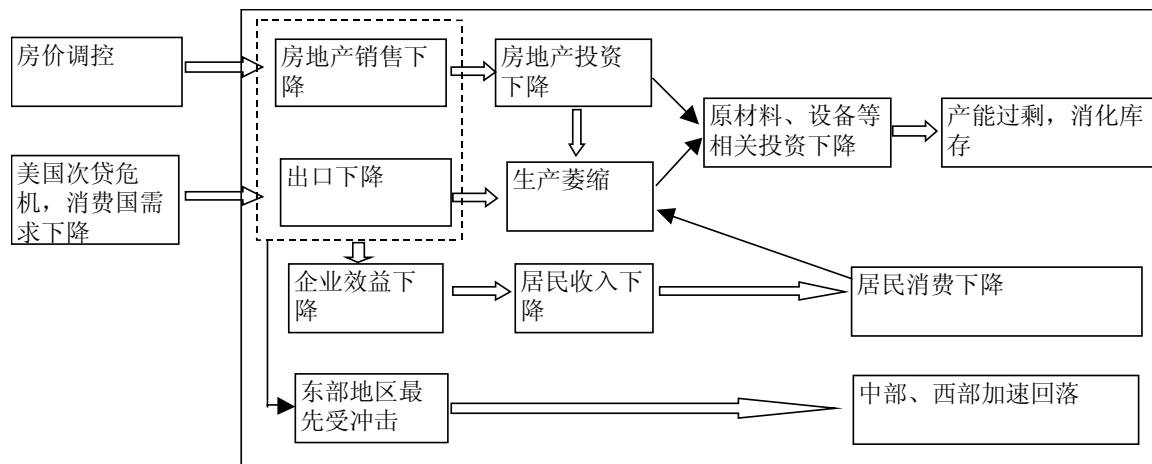 房价调控
房地产销售下
降
房地产投资
下降
原材料、设备等
相关投资下降
产能过剩，消化库
存
美国次贷危
机，消费国需
求下降
出口下降
生产萎缩
企业效益下
降
居民收入下
降
居民消费下降
东部地区最
先受冲击
中部、西部加速回落